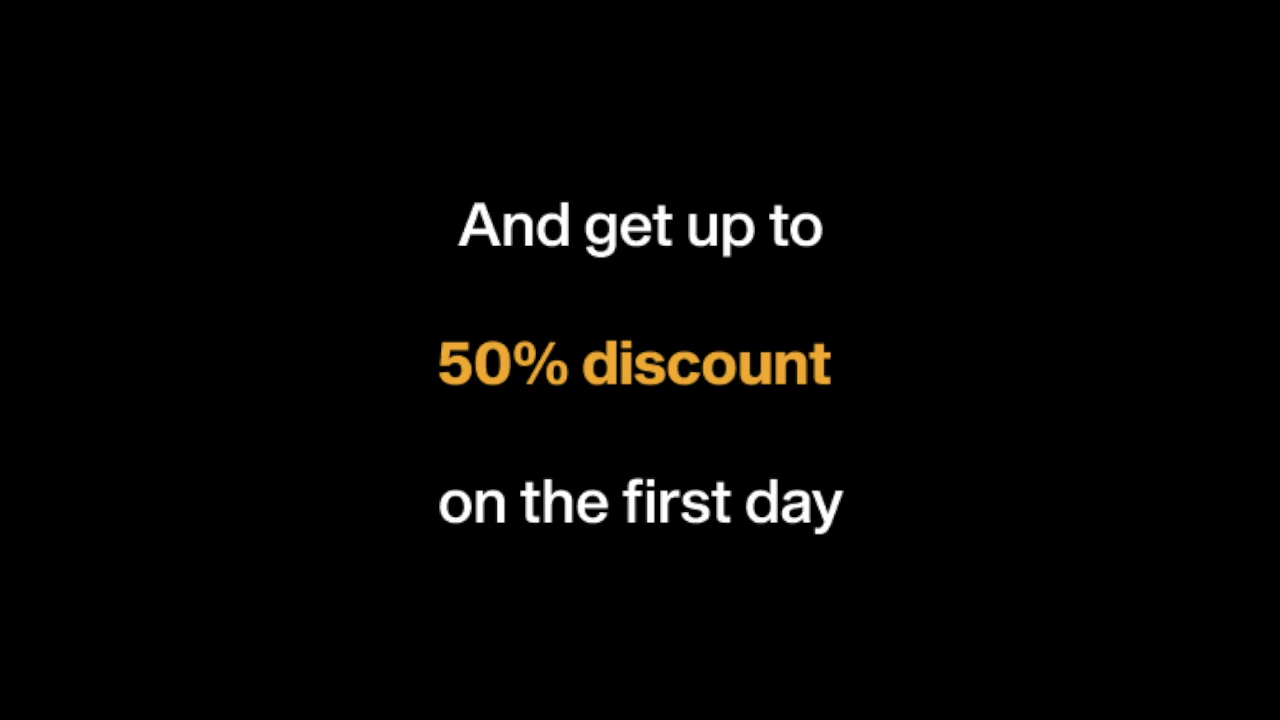 And get up to
50% discount
on the first day